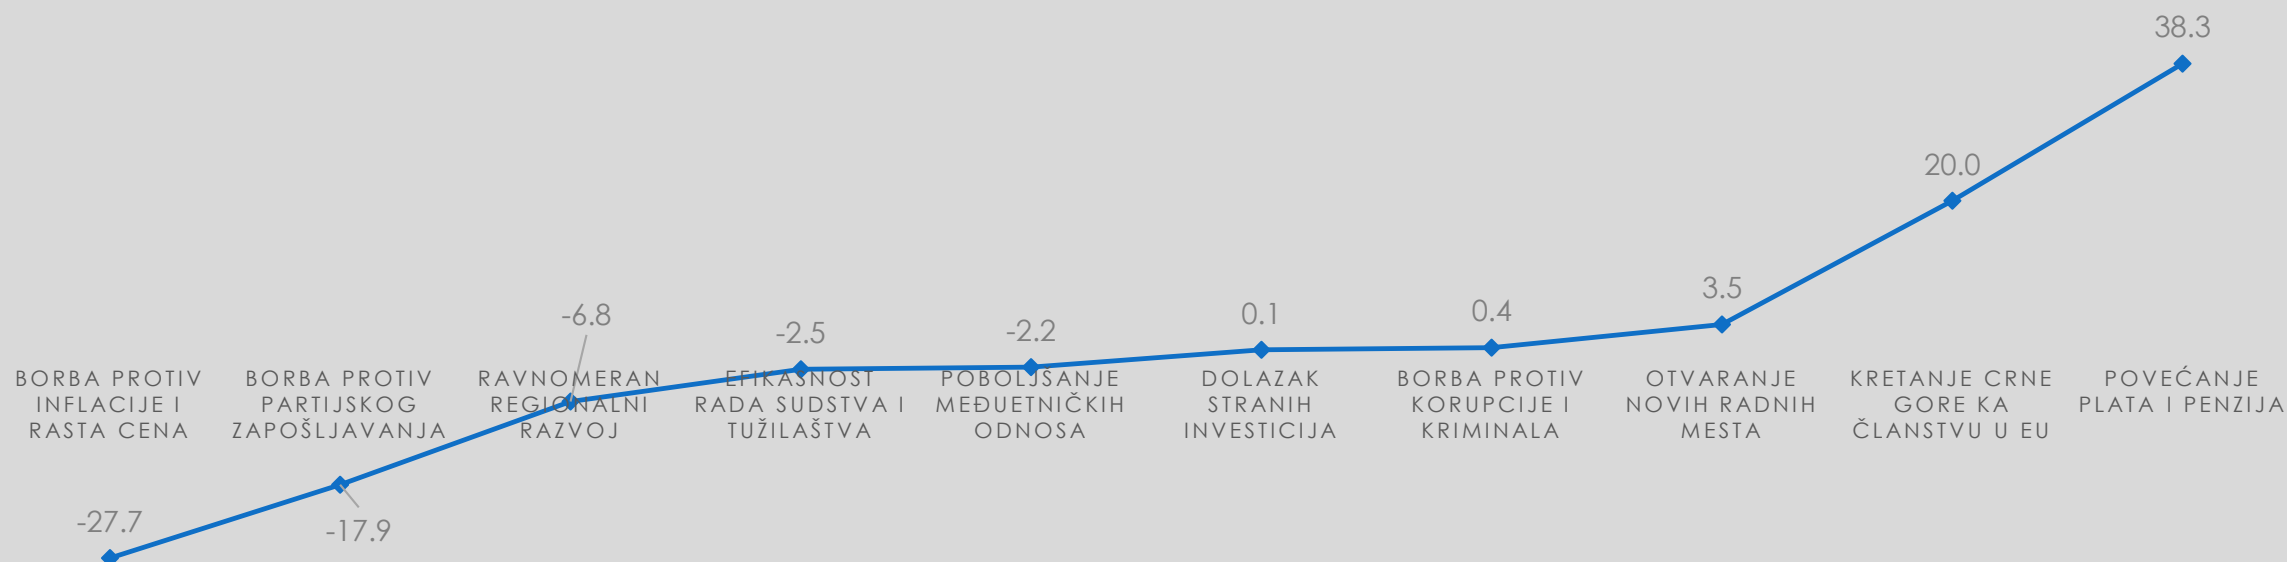 38.3
20.0
3.5
0.4
0.1
-6.8
-2.5
-2.2
BORBA PROTIV
INFLACIJE I
RASTA CENA
BORBA PROTIV
PARTIJSKOG
ZAPOŠLJAVANJA
RAVNOMERAN
REGIONALNI
RAZVOJ
EFIKASNOST
RADA SUDSTVA I
TUŽILAŠTVA
POBOLJŠANJE
MEĐUETNIČKIH
ODNOSA
DOLAZAK
STRANIH
INVESTICIJA
BORBA PROTIV
KORUPCIJE I
KRIMINALA
OTVARANJE
NOVIH RADNIH
MESTA
KRETANJE CRNE
GORE KA
ČLANSTVU U EU
POVEĆANJE
PLATA I PENZIJA
-27.7
-17.9